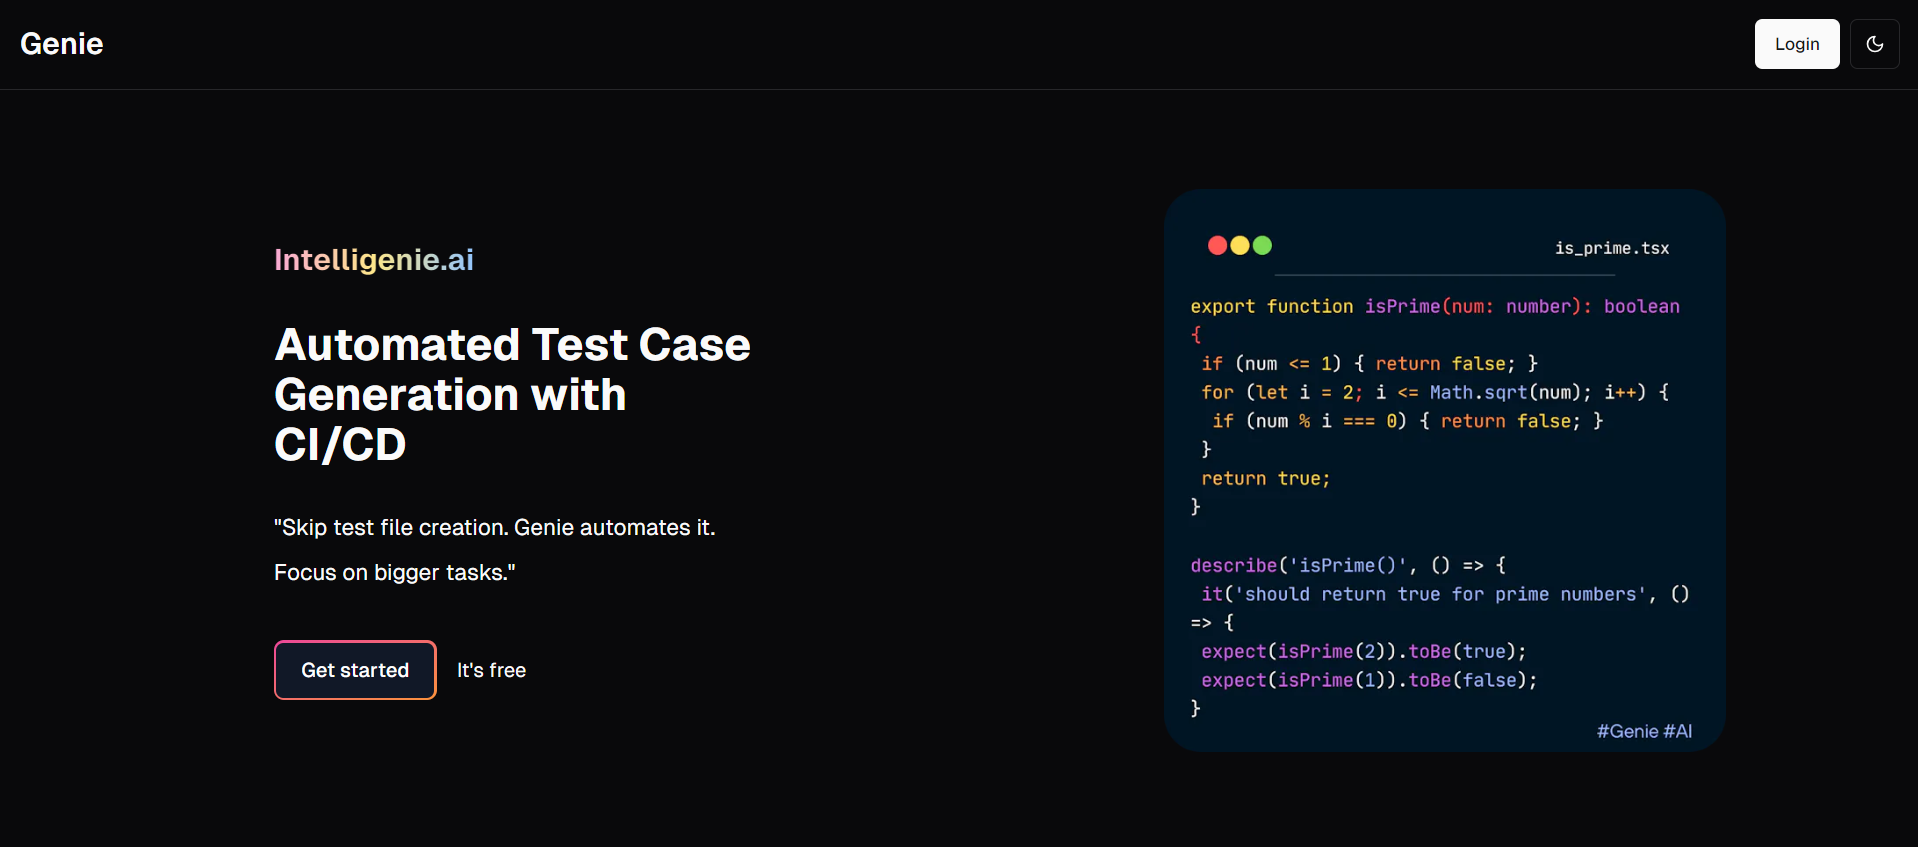 Genie
Login
Intelligenie.ai
Automated Test Case
Generation with
CI/CD
"Skip test file creation. Genie automates it.
Focus on bigger tasks."
Get started
It's free
is_prime.tsx
export function isPrime(num: number): boolean
{
if (num <= 1) { return false; }
for (let i = 2; i <= Math.sqrt(num); i++) {
if (num % i === 0) { return false; }
}
return true;
}
describe('isPrime()', () => {
it('should return true for prime numbers', ()
=> {
expect(isPrime(2)).toBe(true);
expect(isPrime(1)).toBe(false);
}
#Genie #AI